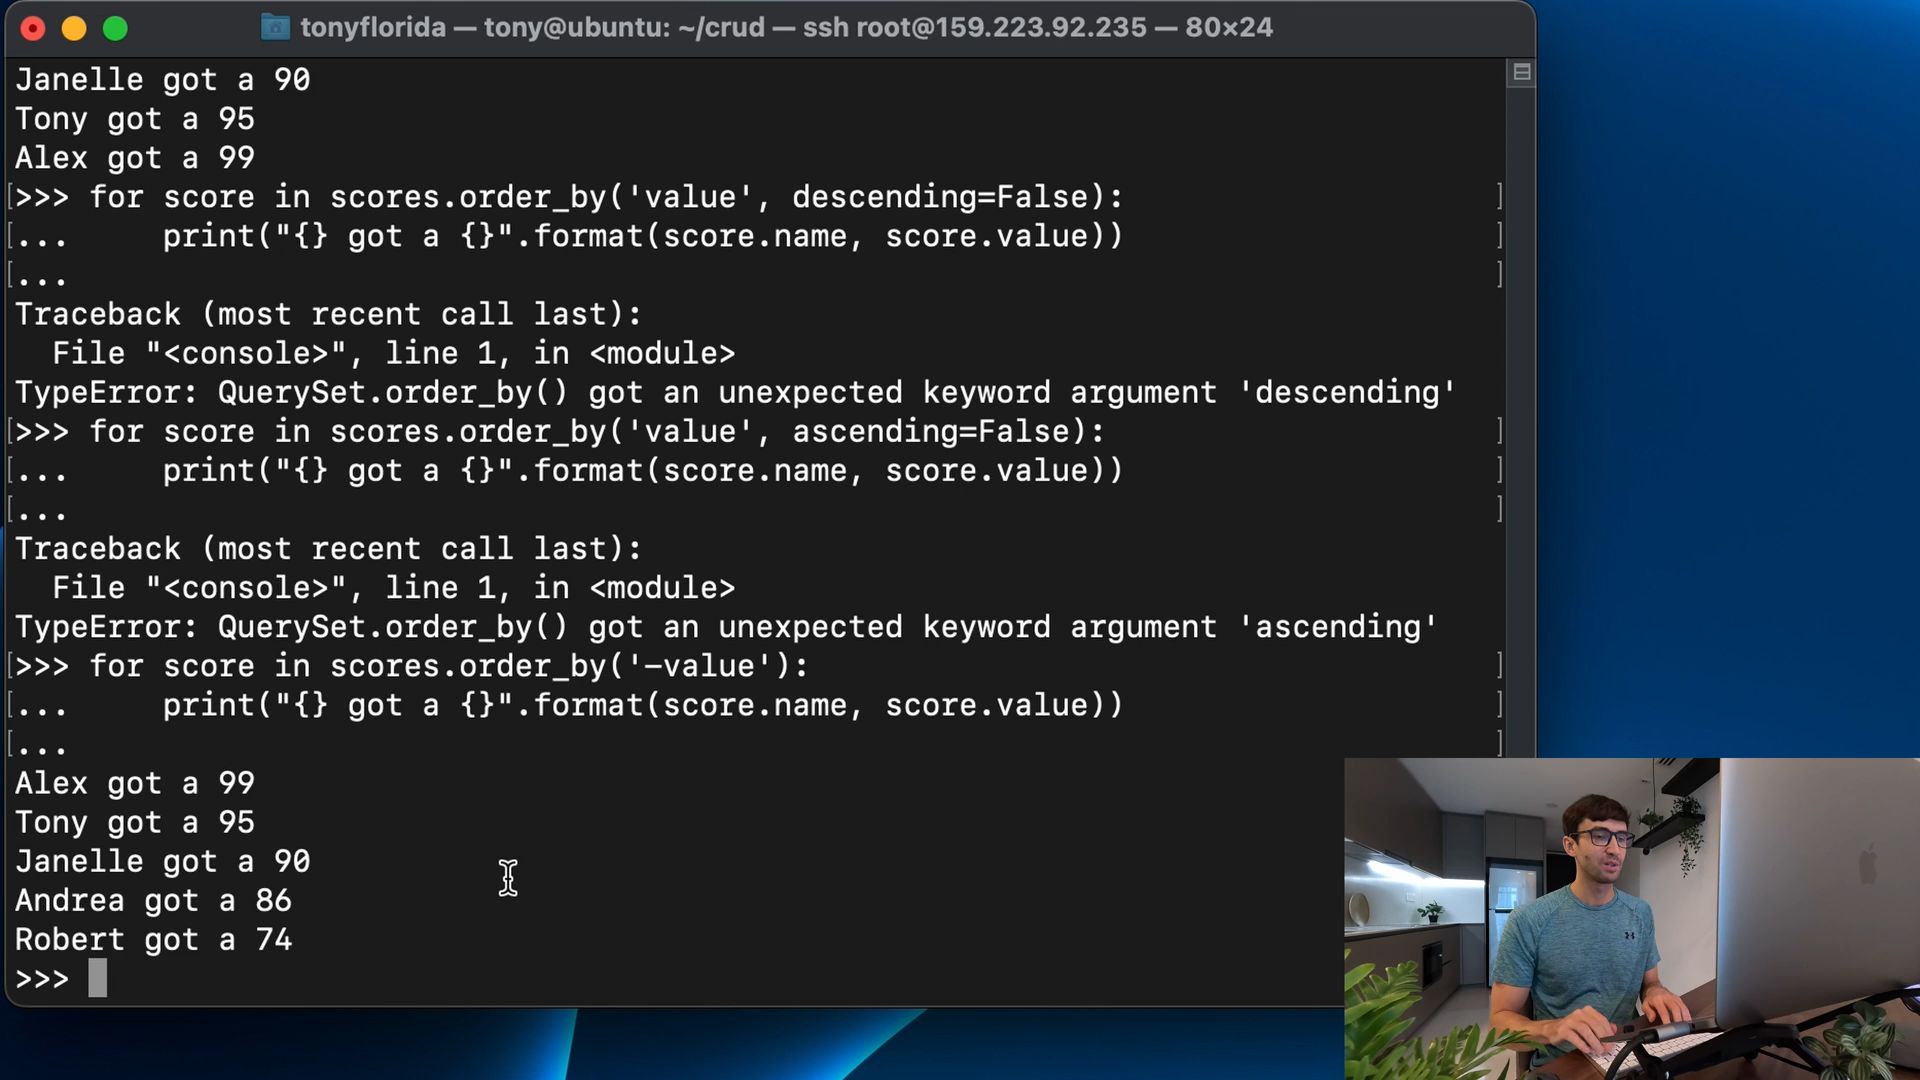 tonyflorida — tony@ubuntu: ~/crud — ssh root@159.223.92.235 — 80×24
Janelle got a 90
Tony got a 95
Alex got a 99
[>>> for score in scores.order_by('value', descending=False): ]
[...     print("{} got a {}".format(score.name, score.value)) ]
[... ]
Traceback (most recent call last):
  File "<console>", line 1, in <module>
TypeError: QuerySet.order_by() got an unexpected keyword argument 'descending'
[>>> for score in scores.order_by('value', ascending=False): ]
[...     print("{} got a {}".format(score.name, score.value)) ]
[... ]
Traceback (most recent call last):
  File "<console>", line 1, in <module>
TypeError: QuerySet.order_by() got an unexpected keyword argument 'ascending'
[>>> for score in scores.order_by('-value'): ]
[...     print("{} got a {}".format(score.name, score.value)) ]
[... ]
Alex got a 99
Tony got a 95
Janelle got a 90
Andrea got a 86
Robert got a 74
>>>